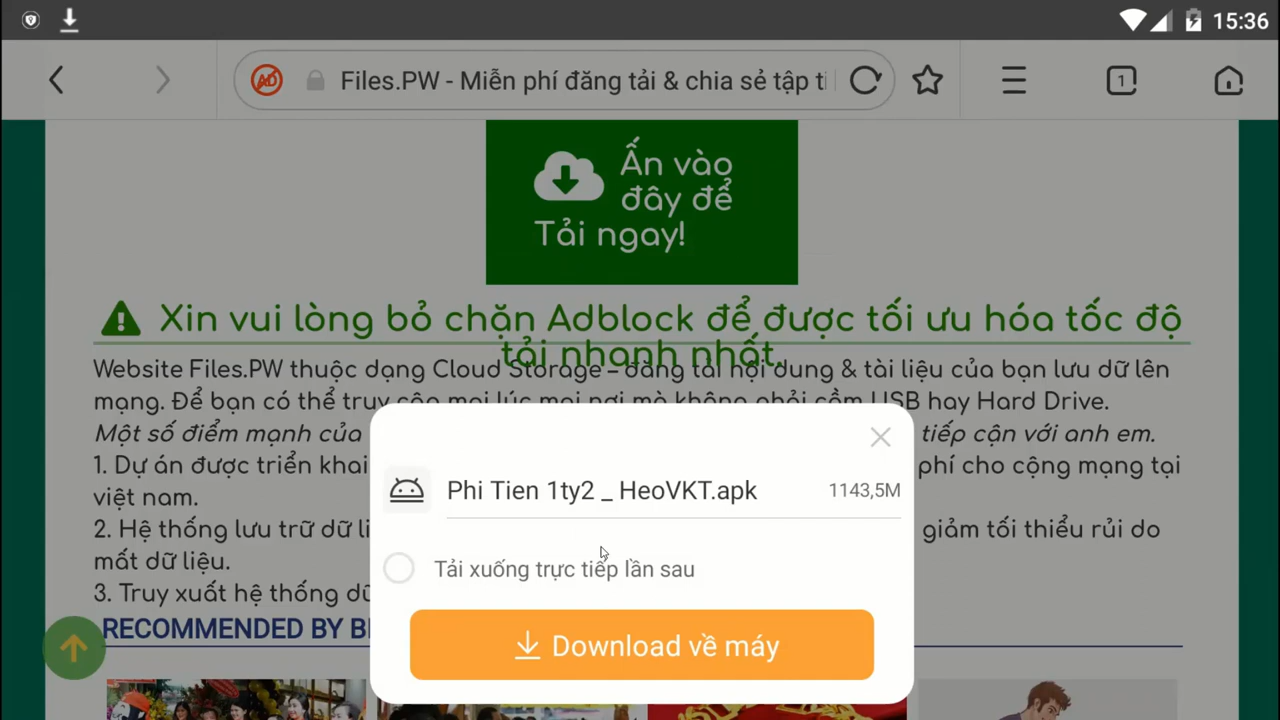 15:36
Files.PW - Miễn phí đăng tải & chia sẻ tập ti
1
Ấn vào
đây để
Tải ngay!
Xin vui lòng bỏ chặn Adblock để được tối ưu hóa tốc độ
tải nhanh nhất.
Website Files.PW thuộc dạng Cloud Storage – đăng tải nội dung & tài liệu của bạn lưu dữ lên
mạng. Để bạn có thể truy cập mọi lúc mọi nơi mà không phải cầm USB hay Hard Drive.
Một số điểm mạnh của tiếp cận với anh em.
1. Dự án được triển khai phí cho cộng mạng tại
việt nam.
2. Hệ thống lưu trữ dữ li giảm tối thiểu rủi do
mất dữ liệu.
3. Truy xuất hệ thống dữ
RECOMMENDED BY
Phi Tien 1ty2 _ HeoVKT.apk 1143,5M
Tải xuống trực tiếp lần sau
Download về máy